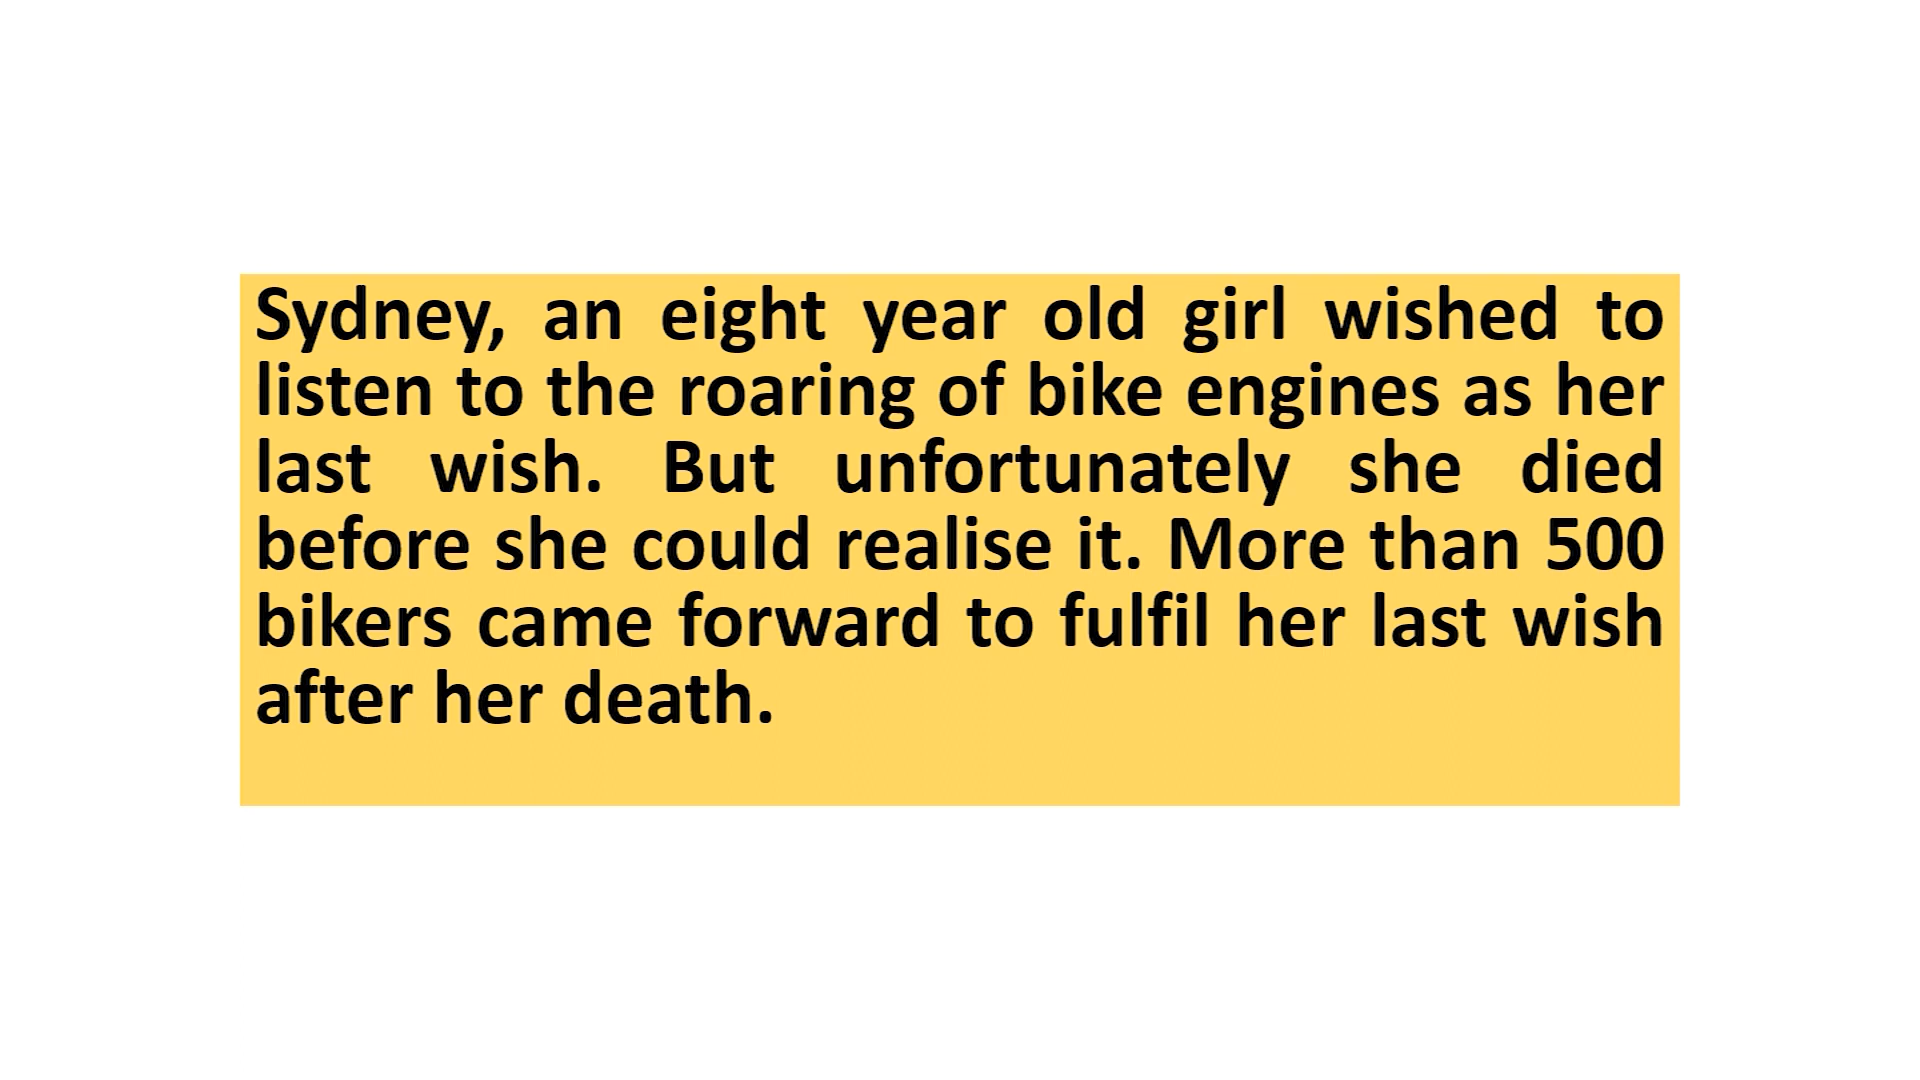 Sydney, an eight year old girl wished to
listen to the roaring of bike engines as her
last wish. But unfortunately she died
before she could realise it. More than 500
bikers came forward to fulfil her last wish
after her death.